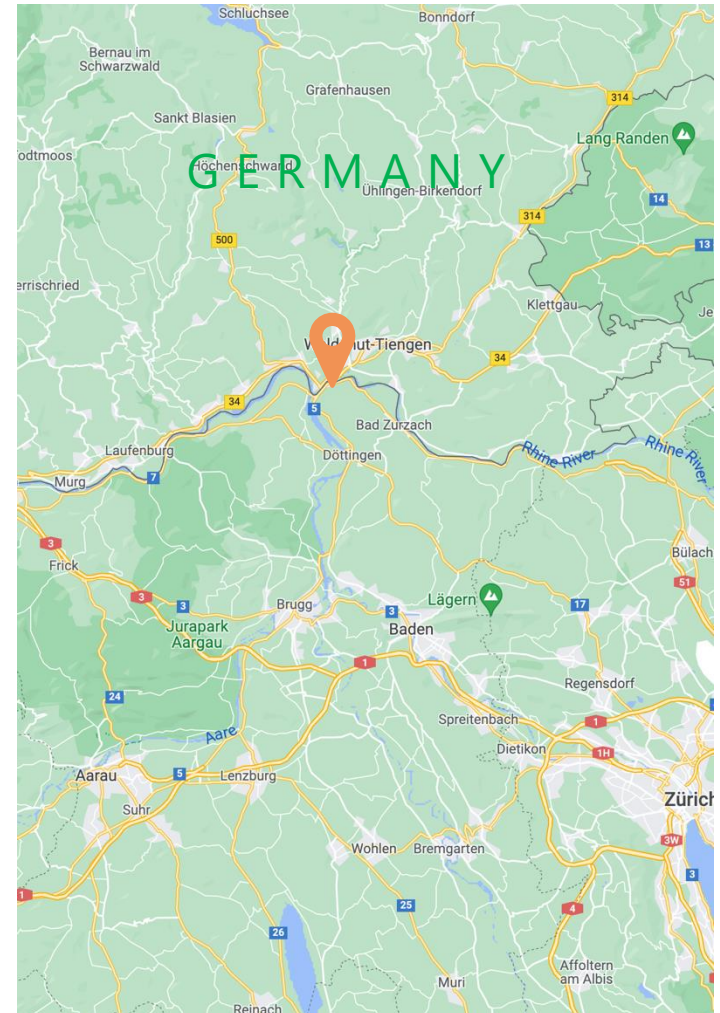 Schluchsee
Bonndorf
Bernau im
Schwarzwald
Grafenhausen
314
Sankt Blasien
Lang Randen
odtmoos
GERMANY
Höchenschwand
Ühlingen-Birkendorf
14
314
500
13
errischried
Klettgau
Je
ut-Tiengen
34
34
5
Bad Zurzach
Laufenburg
Döttingen
Rhine River
Rhine River
7
Murg
3
Bülach
Frick
3
51
3
Brugg
3
Lägern
17
Jurapark
Aargau
Baden
1
24
Regensdorf
Spreitenbach
1
Aare
Dietikon
1H
Aarau
5
Lenzburg
Zürich
Suhr
3W
Wohlen
Bremgarten
3
1
25
4
26
Affoltern
am Albis
Muri
Reinach